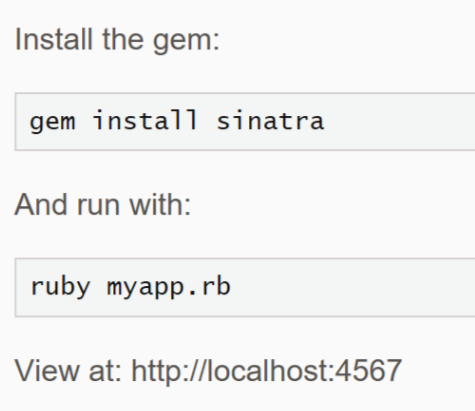 Install the gem:
gem install sinatra
And run with:
ruby myapp.rb
View at: http://localhost:4567